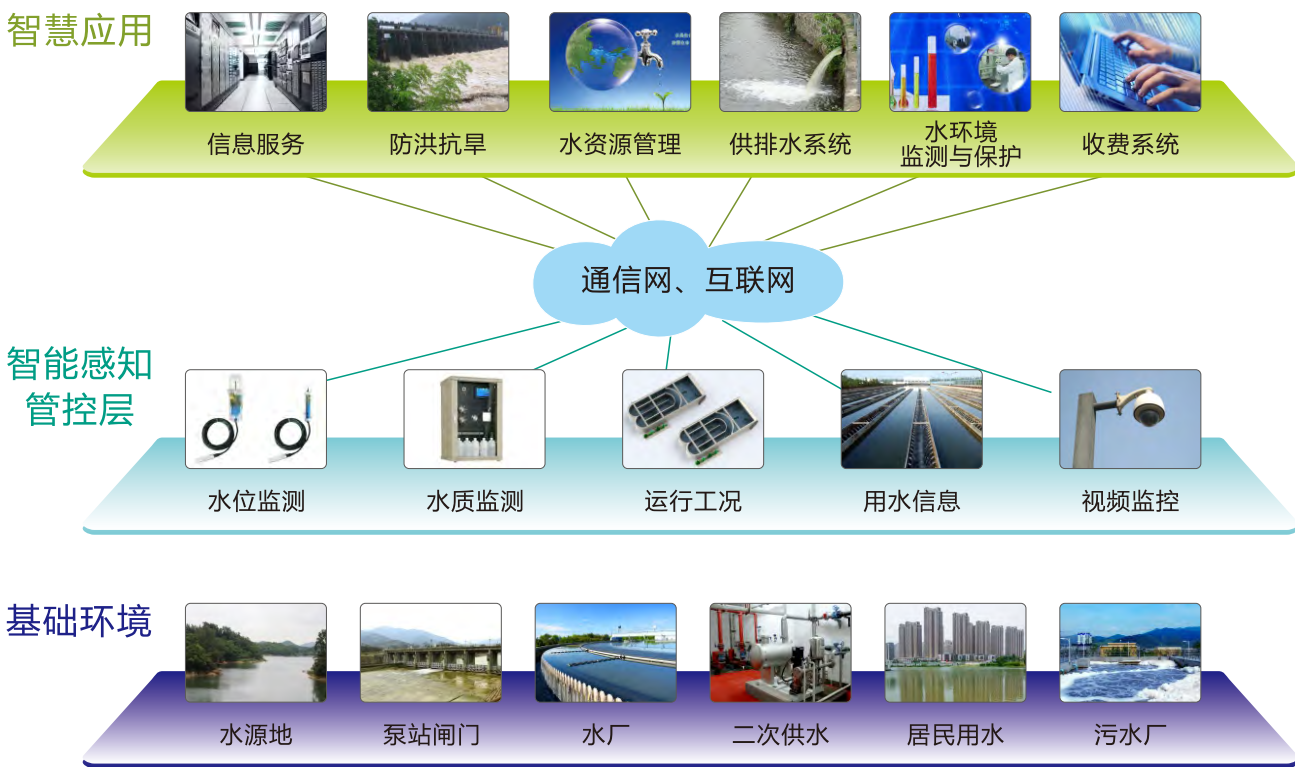 智慧应用
信息服务
防洪抗旱
水资源管理
供排水系统
水环境
监测与保护
收费系统
通信网、互联网
智能感知
管控层
水位监测
水质监测
运行工况
用水信息
视频监控
基础环境
水源地
泵站闸门
水厂
二次供水
居民用水
污水厂